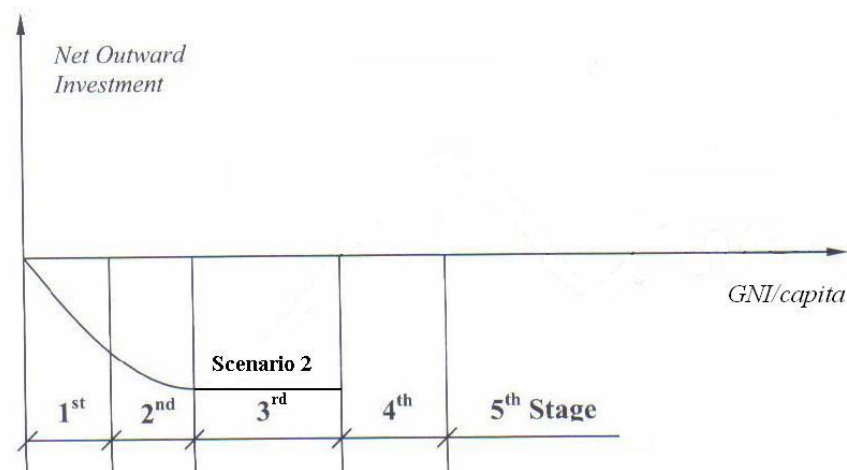 Net Outward
Investment
GNI/capita
Scenario 2
1st 2nd 3rd 4th 5th Stage